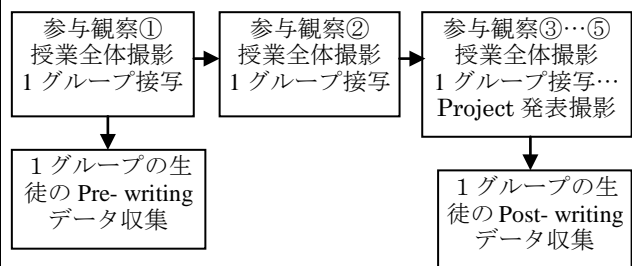 参与観察①
授業全体撮影
1 グループ接写
参与観察②
授業全体撮影
1 グループ接写
参与観察③…⑤
授業全体撮影
1 グループ接写…
Project 発表撮影
１グループの生
徒の Pre- writing
データ収集
１グループの生
徒の Post- writing
データ収集